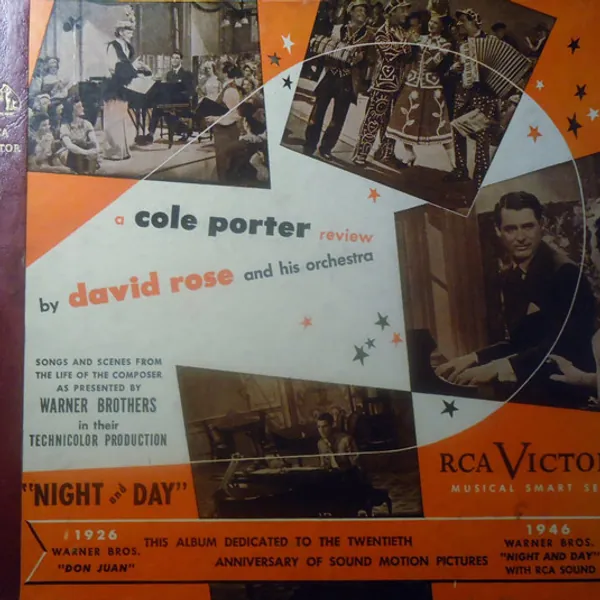 TOR
a cole porter review
by david rose and his orchestra
SONGS AND SCENES FROM
THE LIFE OF THE COMPOSER
AS PRESENTED BY
WARNER BROTHERS
in their
TECHNICOLOR PRODUCTION
"NIGHT and DAY"
RCA VICTO
MUSICAL SMART SE
1926
WARNER BROS.
"DON JUAN"
THIS ALBUM DEDICATED TO THE TWENTIETH
ANNIVERSARY OF SOUND MOTION PICTURES
1946
WARNER BROS.
"NIGHT AND DAY"
WITH RCA SOUND